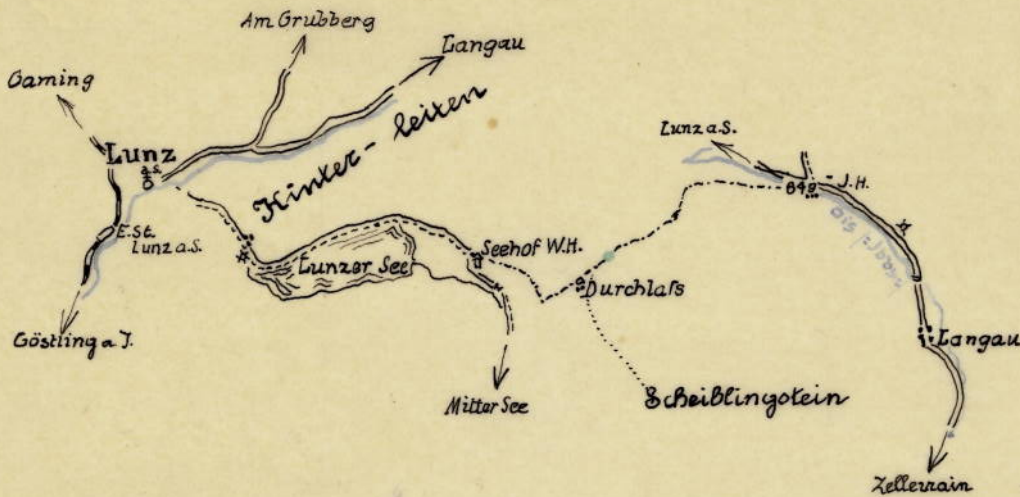 Am Grubberg
Langau
Gaming
Hinter-leiten
Lunz
a.S.
E.St.
Lunz a.S.
Lunz a.S.
649
J.H.
Ois
Lunzer See
Seehof W.H.
Durchlaſs
Göstling a. J.
Langau
Mitter See
Scheiblingstein
Zellerrain